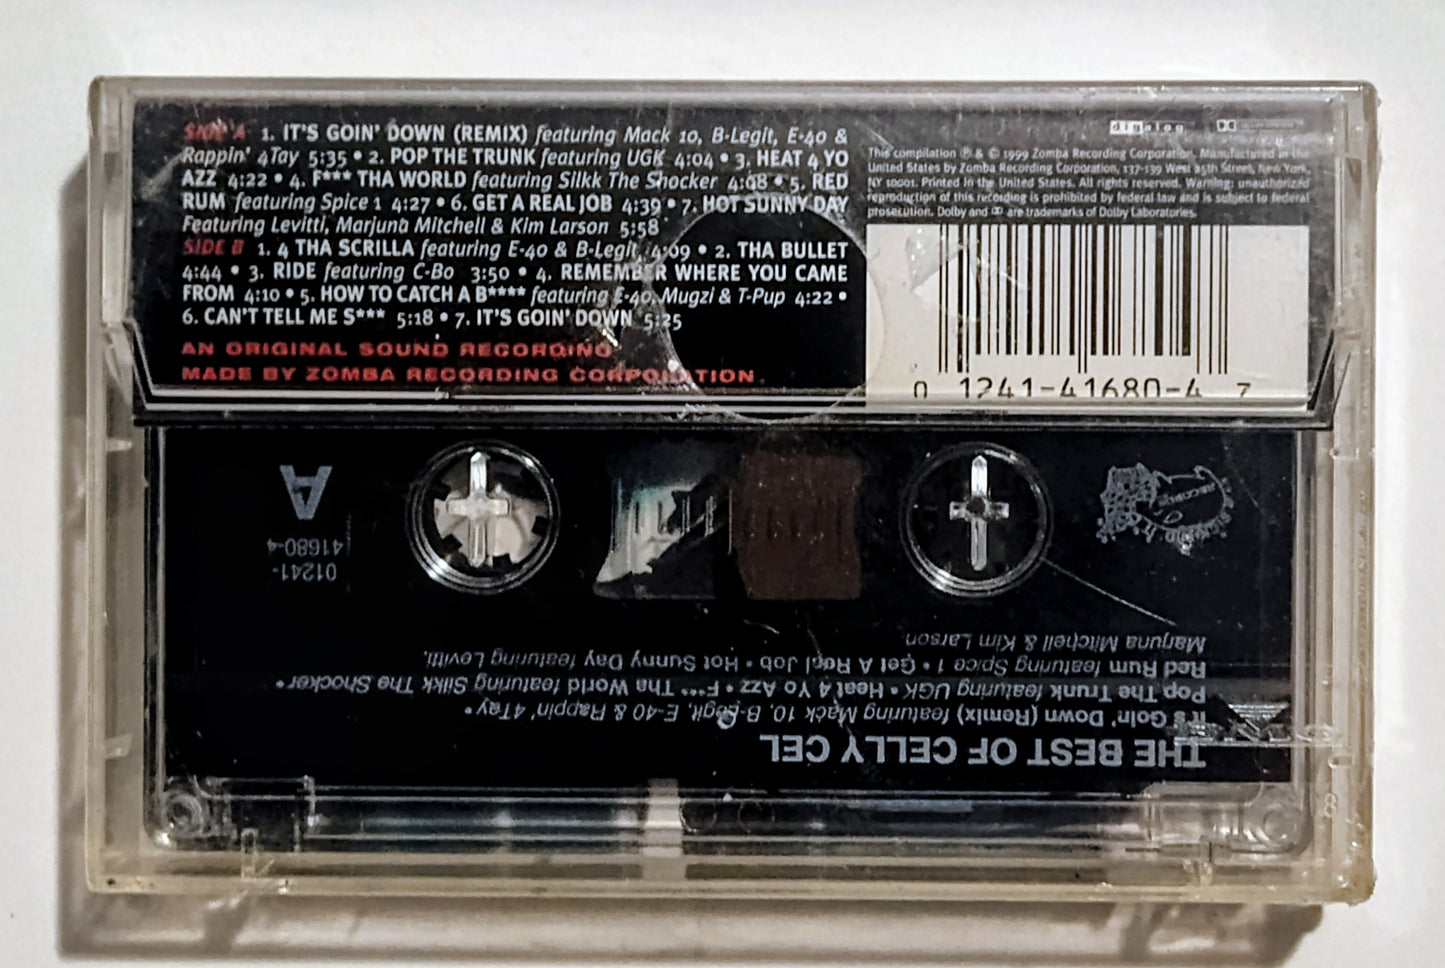 SIDE A 1. IT'S GOIN' DOWN (REMIX) featuring Mack 10, B-Legit, E-40 &
Rappin' 4Tay 5:35 • 2. POP THE TRUNK featuring UGK 4:04 • 3. HEAT 4 YO
AZZ 4:22 • 4. F*** THA WORLD featuring Silkk The Shocker 4:08 • 5. RED
RUM featuring Spice 1 4:27 • 6. GET A REAL JOB 4:39 • 7. HOT SUNNY DAY
Featuring Levitti, Marjuna Mitchell & Kim Larson 5:58
SIDE B 1. 4 THA SCRILLA featuring E-40 & B-Legit, 4:09 • 2. THA BULLET
4:44 • 3. RIDE featuring C-Bo 3:50 • 4. REMEMBER WHERE YOU CAME
FROM 4:10 • 5. HOW TO CATCH A B**** featuring E-40, Mugzi & T-Pup 4:22 •
6. CAN'T TELL ME S*** 5:18 • 7. IT'S GOIN' DOWN 5:25
AN ORIGINAL SOUND RECORDING
MADE BY ZOMBA RECORDING CORPORATION
digalog
This compilation ℗ & © 1999 Zomba Recording Corporation. Manufactured in the
United States by Zomba Recording Corporation, 137-139 West 25th Street, New York,
NY 10001. Printed in the United States. All rights reserved. Warning: unauthorized
reproduction of this recording is prohibited by federal law and is subject to federal
prosecution. Dolby and are trademarks of Dolby Laboratories.
0 1241-41680-4 7
THE BEST OF CELLY CEL
It's Goin' Down (Remix) featuring Mack 10, B-Legit, E-40 & Rappin' 4Tay •
Pop The Trunk featuring UGK • Heat 4 Yo Azz • F*** Tha World featuring Silkk The Shocker •
Red Rum featuring Spice 1 • Get A Real Job • Hot Sunny Day featuring Levitti,
Marjuna Mitchell & Kim Larson
01241-
41680-4
A
8